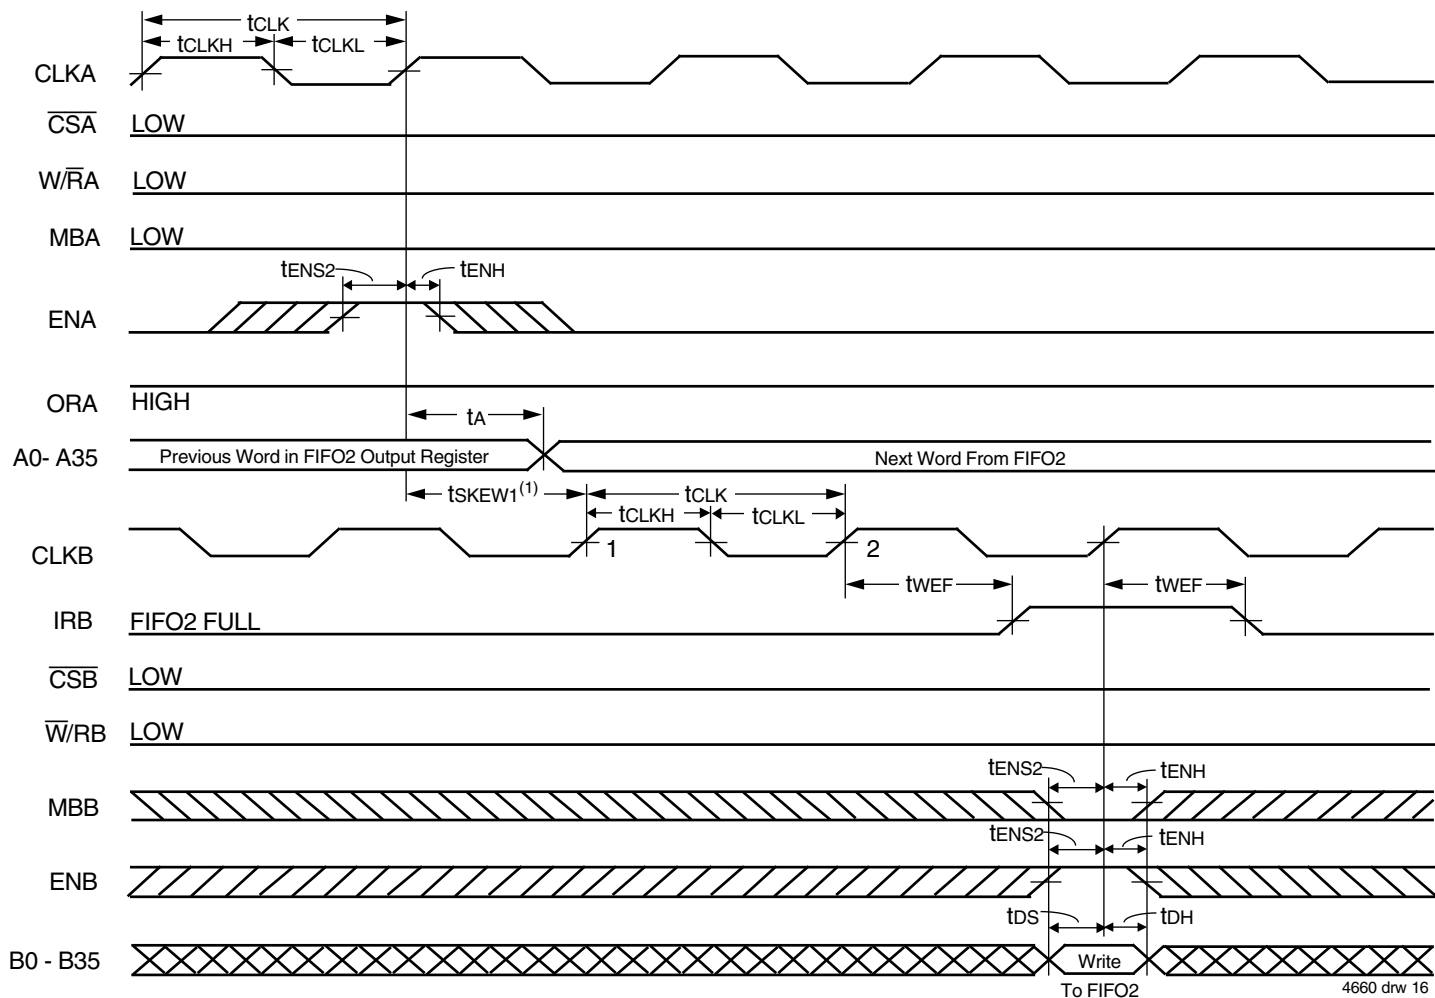 tCLK
tCLKH tCLKL
CLKA
CSA LOW
W/RA LOW
MBA LOW
tENS2 tENH
ENA
ORA HIGH
tA
A0- A35 Previous Word in FIFO2 Output Register Next Word From FIFO2
tSKEW1(1) tCLK
tCLKH tCLKL
CLKB 1 2
tWEF tWEF
IRB FIFO2 FULL
CSB LOW
W/RB LOW
tENS2 tENH
MBB
tENS2 tENH
ENB
tDS tDH
B0 - B35 Write
To FIFO2
4660 drw 16